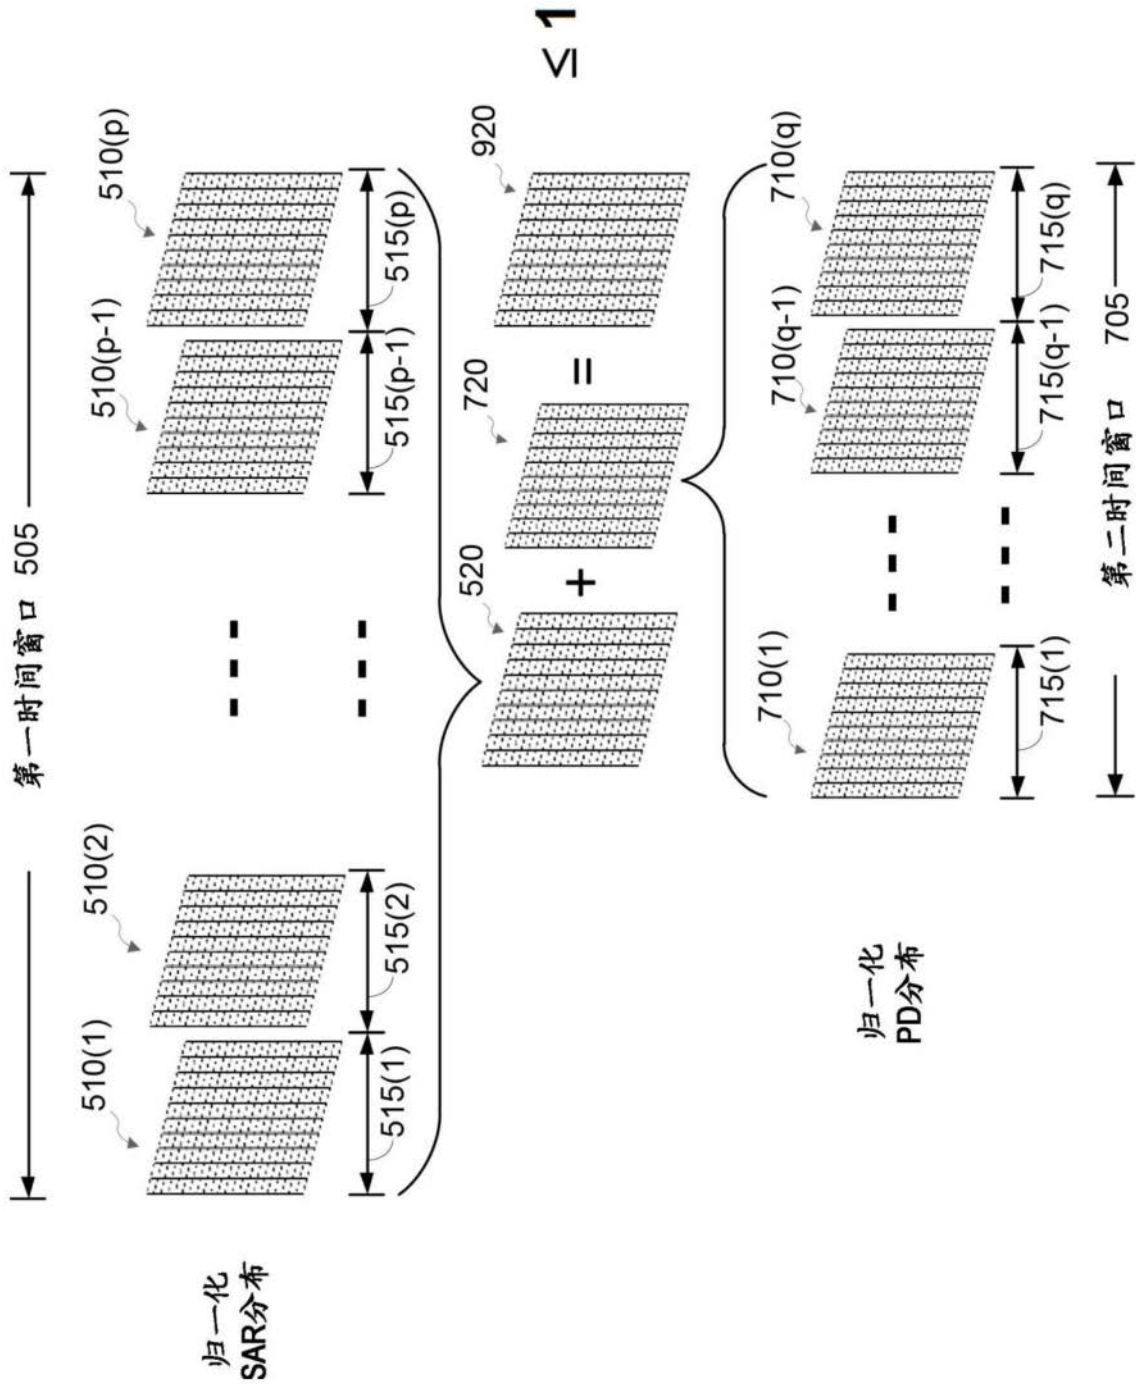 第一时间窗口 505
510(1)
510(2)
510(p-1)
510(p)
归一化
SAR分布
515(1)
515(2)
515(p-1)
515(p)
520
+
720
=
920
≤ 1
710(1)
710(q-1)
710(q)
归一化
PD分布
715(1)
715(q-1)
715(q)
第二时间窗口 705